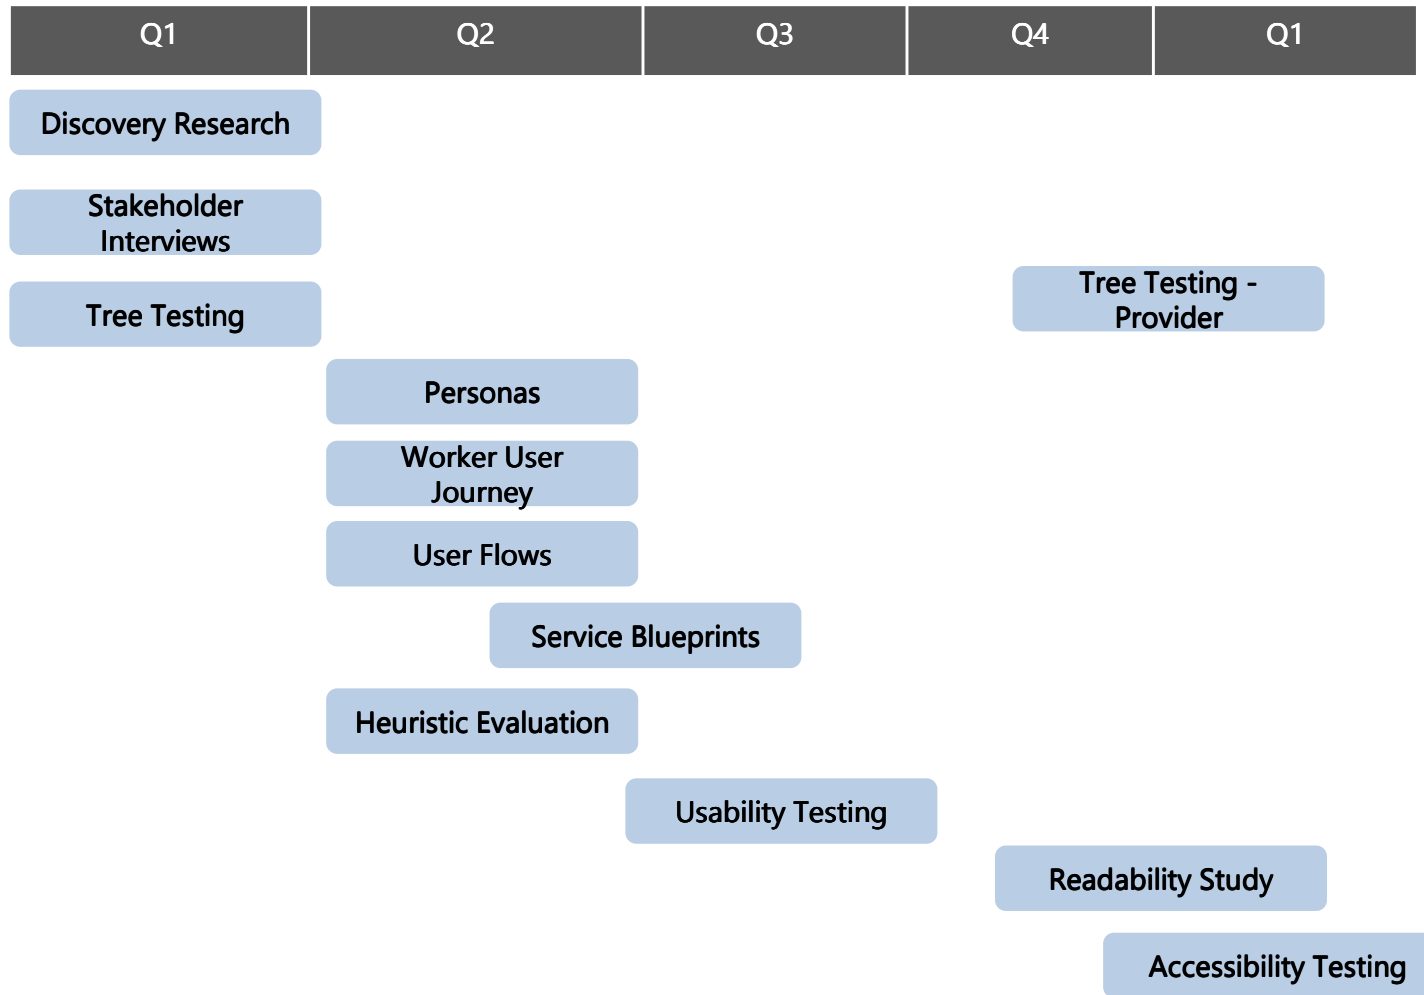 Q1
Q2
Q3
Q4
Q1
Discovery Research
Stakeholder
Interviews
Tree Testing
Tree Testing -
Provider
Personas
Worker User
Journey
User Flows
Service Blueprints
Heuristic Evaluation
Usability Testing
Readability Study
Accessibility Testing